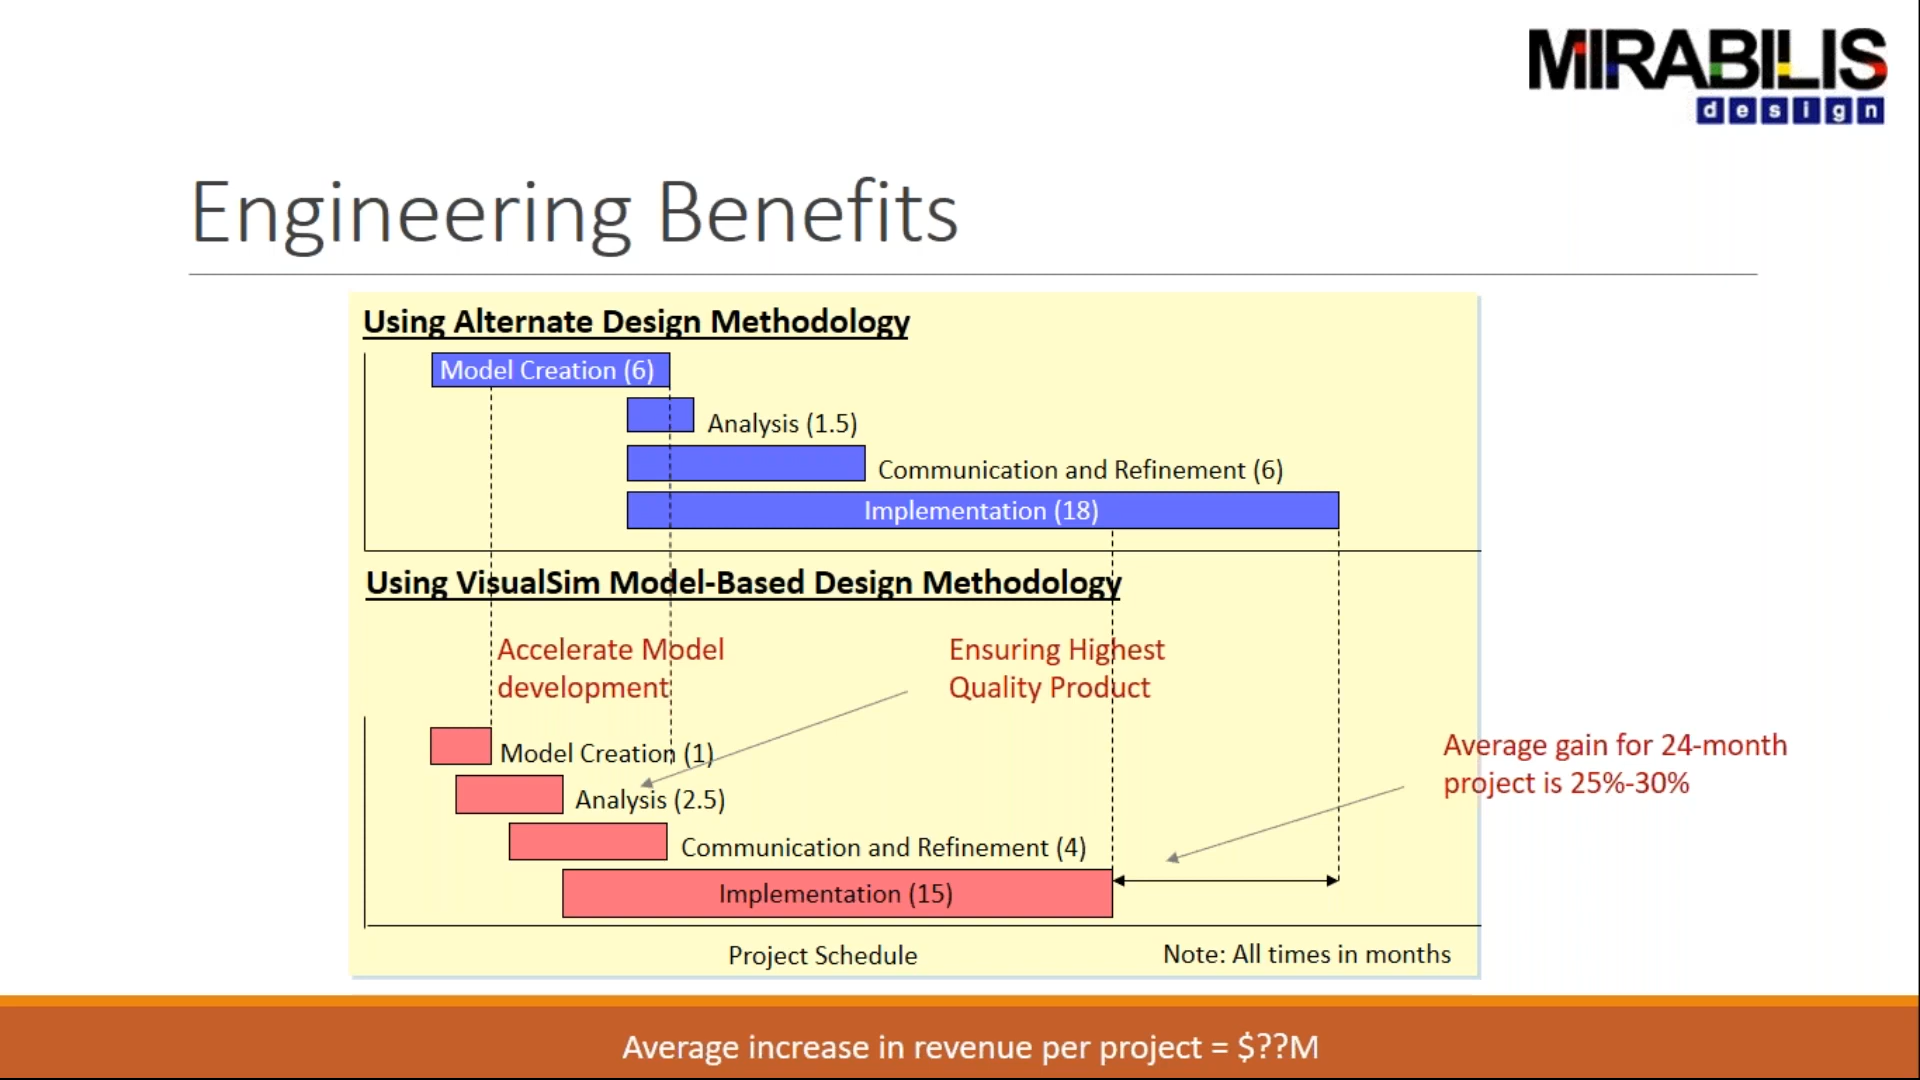 MIRABILIS
design
Engineering Benefits
Using Alternate Design Methodology
Model Creation (6)
Analysis (1.5)
Communication and Refinement (6)
Implementation (18)
Using VisualSim Model-Based Design Methodology
Accelerate Model
development
Ensuring Highest
Quality Product
Model Creation (1)
Analysis (2.5)
Communication and Refinement (4)
Implementation (15)
Average gain for 24-month
project is 25%-30%
Project Schedule
Note: All times in months
Average increase in revenue per project = $??M